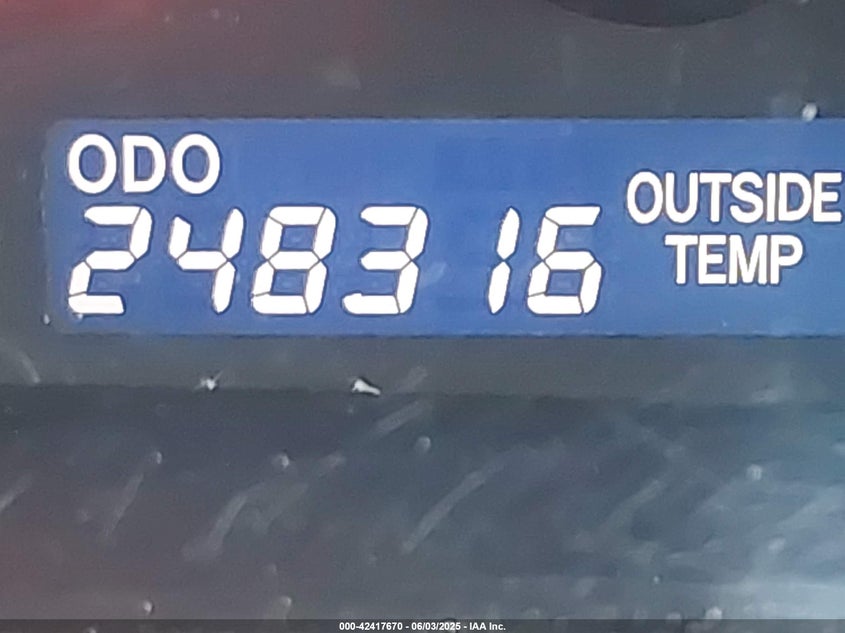 ODO
248316
OUTSIDE
TEMP
000-42417670 - 06/03/2025 - IAA Inc.